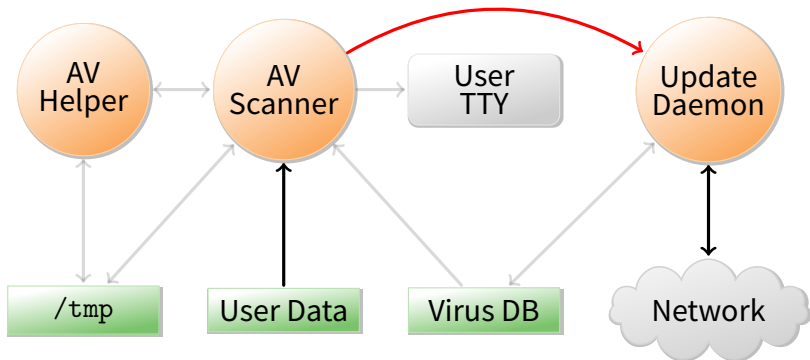 AV
Helper
AV
Scanner
User
TTY
Update
Daemon
/tmp
User Data
Virus DB
Network